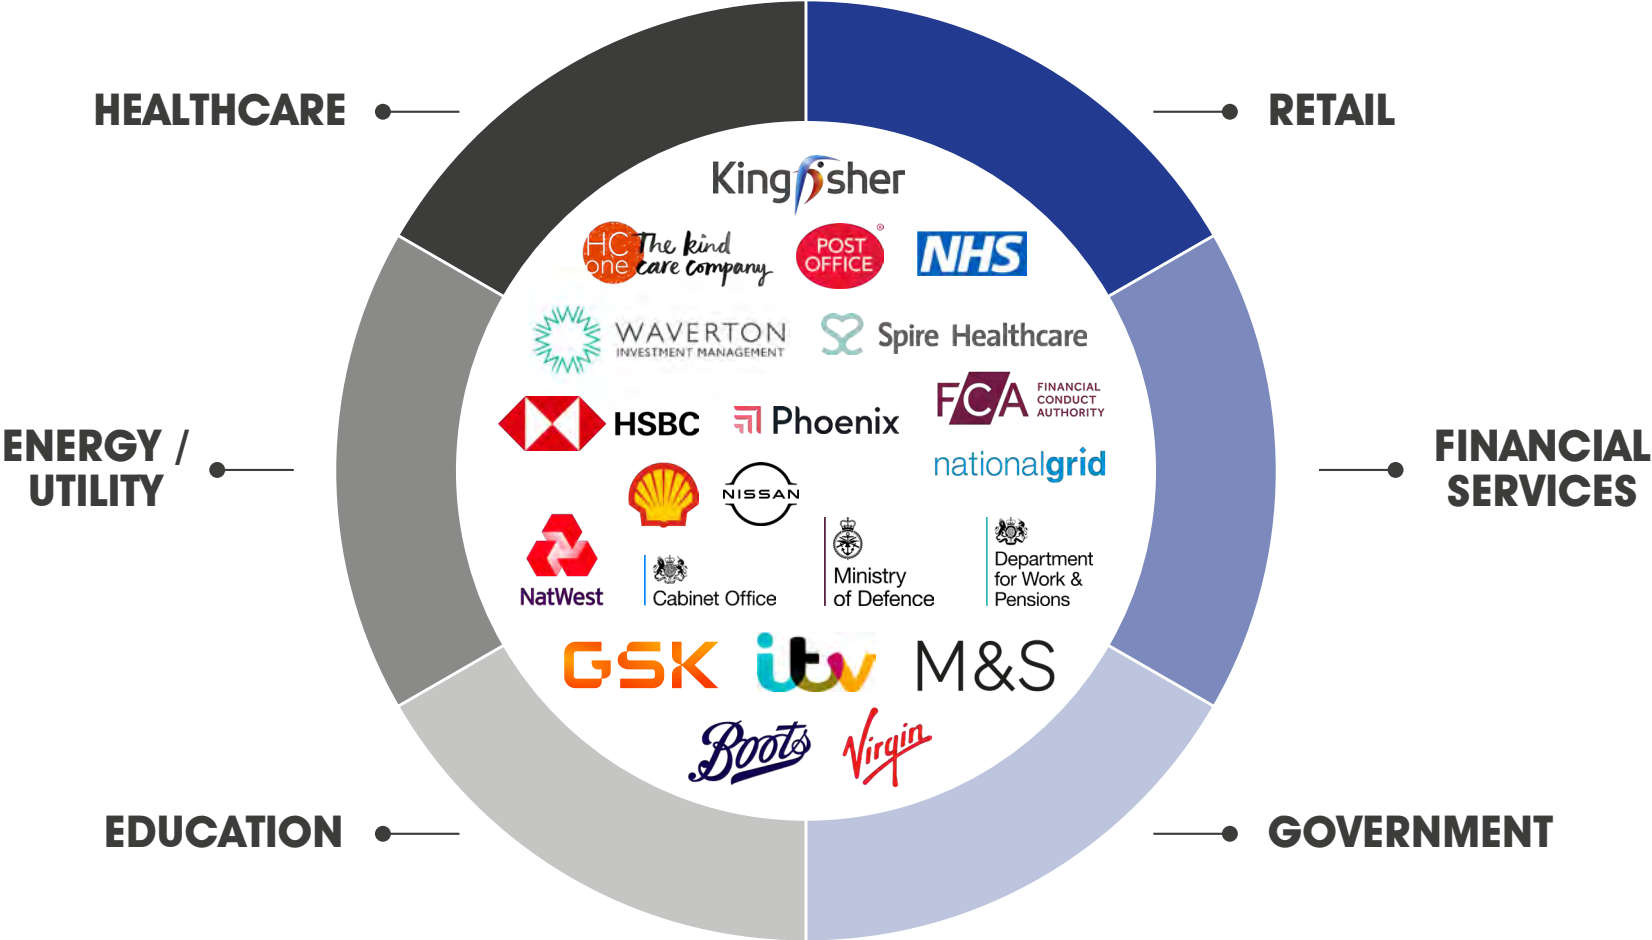 HEALTHCARE
RETAIL
Kingfisher
HC
one
The kind
care company
POST
OFFICE
®
NHS
WAVERTON
INVESTMENT MANAGEMENT
Spire Healthcare
FCA
FINANCIAL
CONDUCT
AUTHORITY
HSBC
Phoenix
ENERGY /
UTILITY
nationalgrid
FINANCIAL
SERVICES
NISSAN
NatWest
Cabinet Office
Ministry
of Defence
Department
for Work &
Pensions
GSK
itv
M&S
Boots
Virgin
EDUCATION
GOVERNMENT